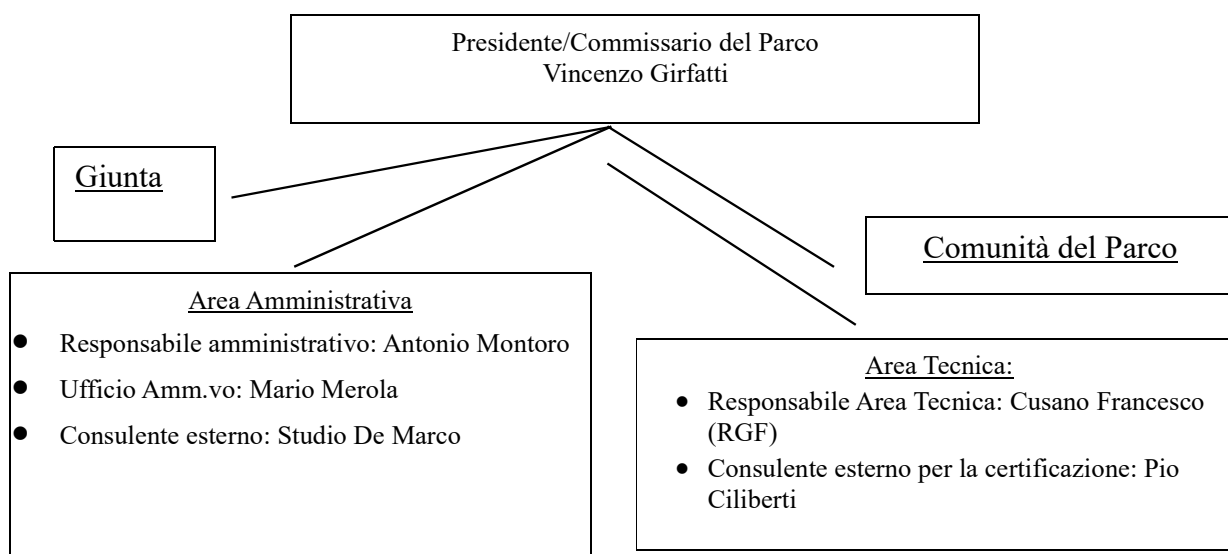 Presidente/Commissario del Parco
Vincenzo Girfatti
Giunta
Comunità del Parco
Area Amministrativa
● Responsabile amministrativo: Antonio Montoro
● Ufficio Amm.vo: Mario Merola
● Consulente esterno: Studio De Marco
Area Tecnica:
● Responsabile Area Tecnica: Cusano Francesco
(RGF)
● Consulente esterno per la certificazione: Pio
Ciliberti